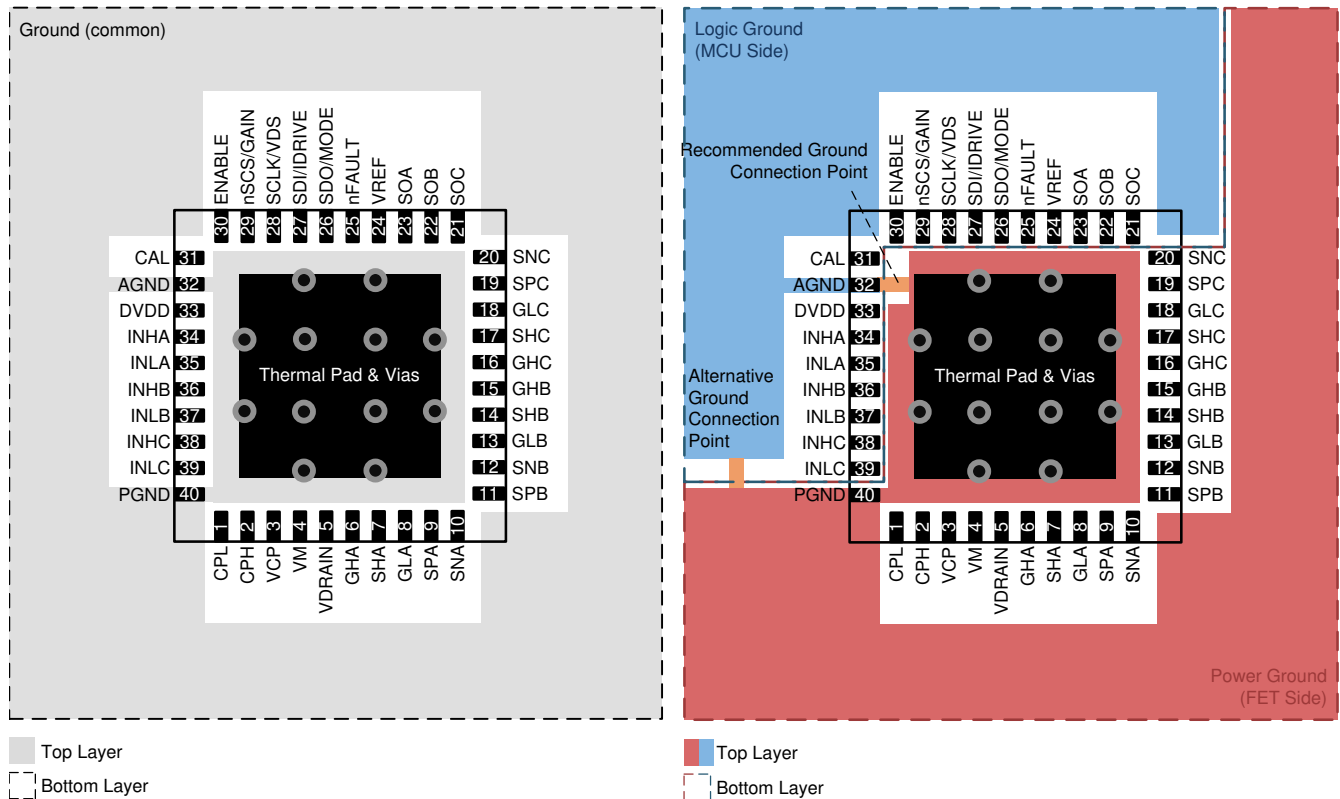 Ground (common)
ENABLE
nSCS/GAIN
SCLK/VDS
SDI/IDRIVE
SDO/MODE
nFAULT
VREF
SOA
SOB
SOC
30
29
28
27
26
25
24
23
22
21
CAL 31
AGND 32
DVDD 33
INHA 34
INLA 35
INHB 36
INLB 37
INHC 38
INLC 39
PGND 40
Thermal Pad & Vias
20 SNC
19 SPC
18 GLC
17 SHC
16 GHC
15 GHB
14 SHB
13 GLB
12 SNB
11 SPB
1
2
3
4
5
6
7
8
9
10
CPL
CPH
VCP
VM
VDRAIN
GHA
SHA
GLA
SPA
SNA
Top Layer
Bottom Layer
Logic Ground
(MCU Side)
Recommended Ground
Connection Point
ENABLE
nSCS/GAIN
SCLK/VDS
SDI/IDRIVE
SDO/MODE
nFAULT
VREF
SOA
SOB
SOC
30
29
28
27
26
25
24
23
22
21
CAL 31
AGND 32
DVDD 33
INHA 34
INLA 35
INHB 36
INLB 37
INHC 38
INLC 39
PGND 40
Alternative
Ground
Connection
Point
Thermal Pad & Vias
20 SNC
19 SPC
18 GLC
17 SHC
16 GHC
15 GHB
14 SHB
13 GLB
12 SNB
11 SPB
1
2
3
4
5
6
7
8
9
10
CPL
CPH
VCP
VM
VDRAIN
GHA
SHA
GLA
SPA
SNA
Power Ground
(FET Side)
Top Layer
Bottom Layer